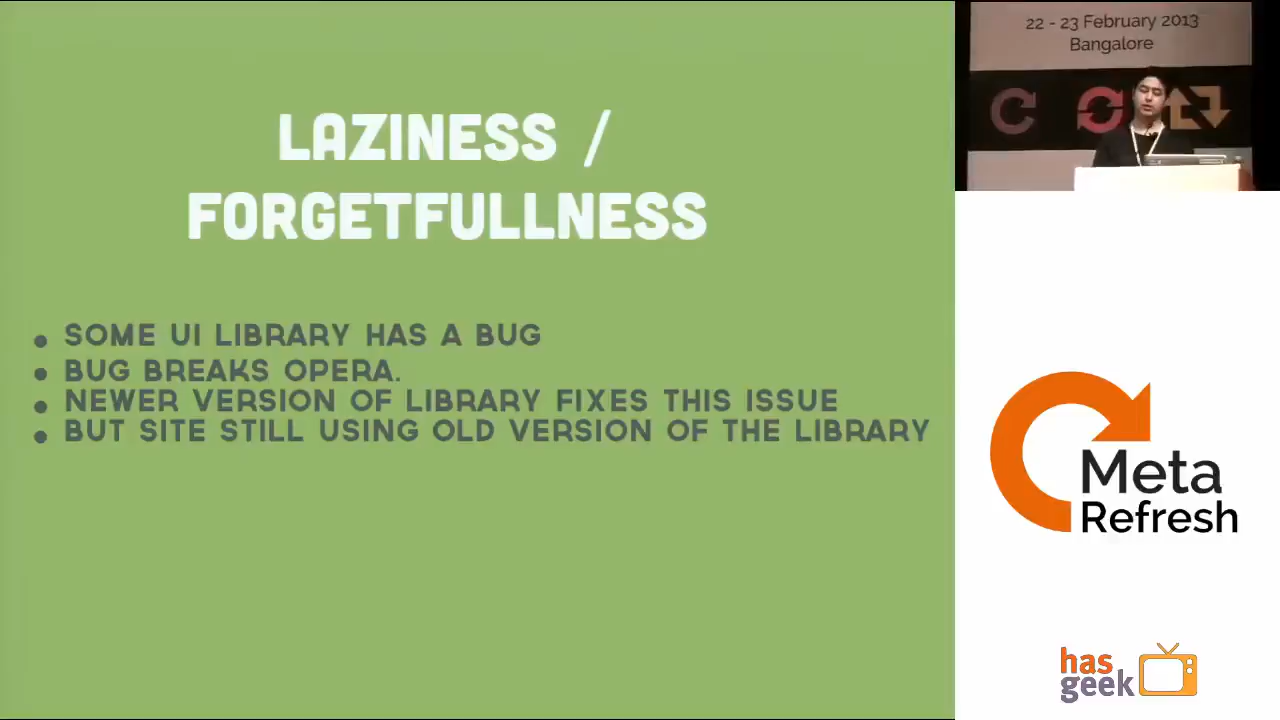 LAZINESS /
FORGETFULLNESS
SOME UI LIBRARY HAS A BUG
BUG BREAKS OPERA.
NEWER VERSION OF LIBRARY FIXES THIS ISSUE
BUT SITE STILL USING OLD VERSION OF THE LIBRARY
22 - 23 February 2013
Bangalore
Meta
Refresh
has
geek